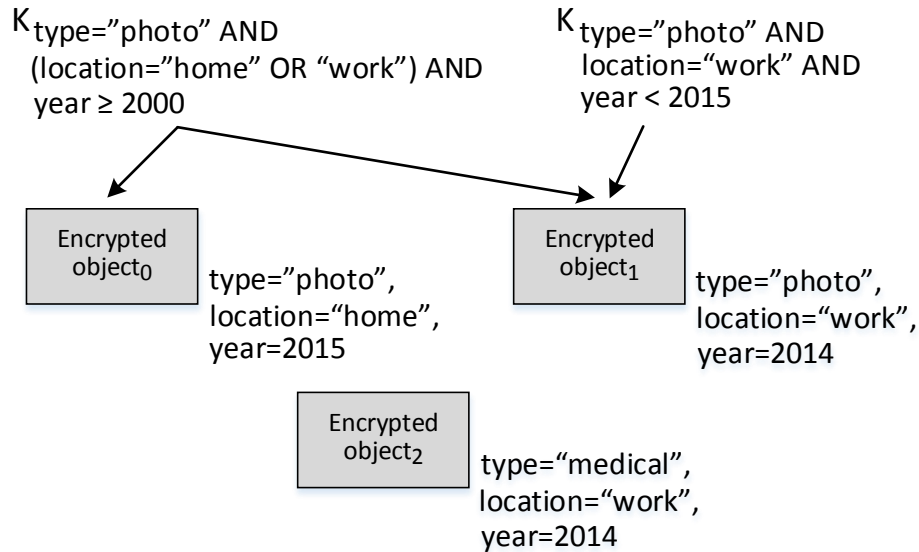 K type=”photo” AND
(location=”home” OR “work”) AND
year ≥ 2000
K type=”photo” AND
location=“work” AND
year < 2015
Encrypted
object0
type=”photo”,
location=“home”,
year=2015
Encrypted
object1
type=”photo”,
location=“work”,
year=2014
Encrypted
object2
type=“medical”,
location=“work”,
year=2014